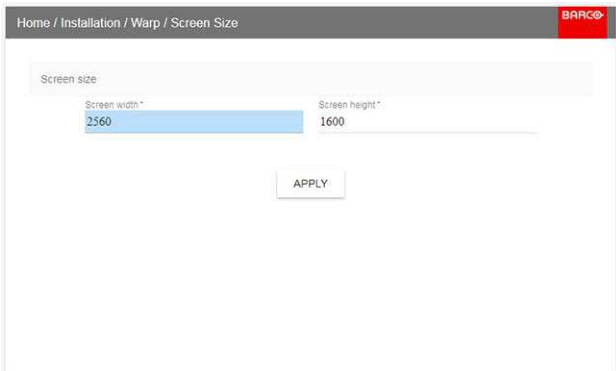 Home / Installation / Warp / Screen Size
BARCO
Screen size
Screen width *
Screen height *
2560
1600
APPLY